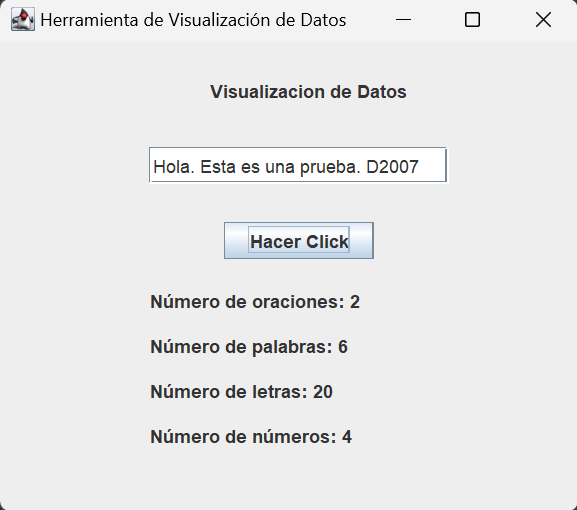 Herramienta de Visualización de Datos
Visualizacion de Datos
Hola. Esta es una prueba. D2007
Hacer Click
Número de oraciones: 2
Número de palabras: 6
Número de letras: 20
Número de números: 4